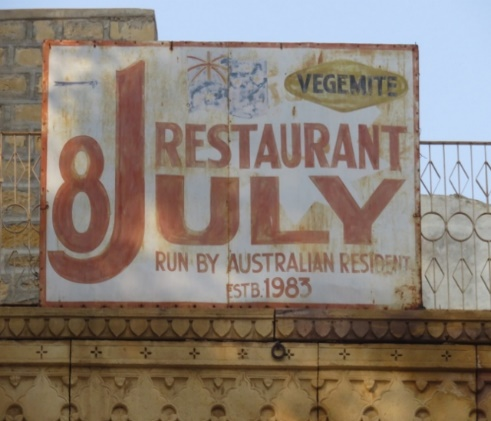 VEGEMITE
RESTAURANT
8 JULY
RUN BY AUSTRALIAN RESIDENT
ESTB. 1983